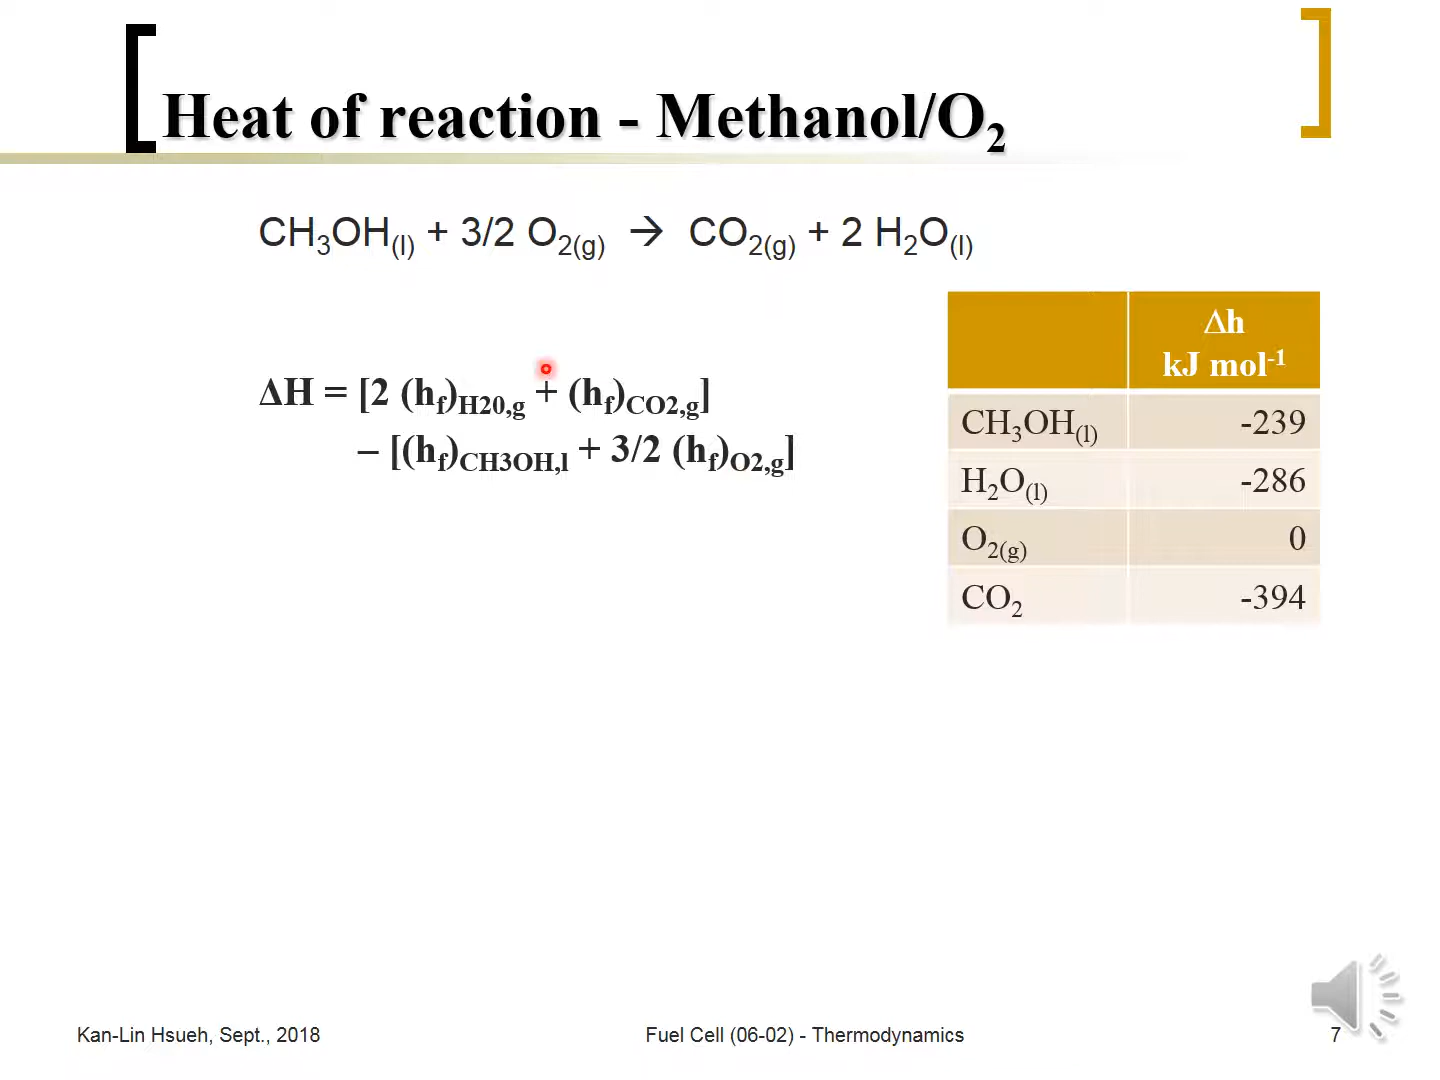 Heat of reaction - Methanol/O₂
CH₃OH₍l₎ + 3/2 O₂₍g₎ → CO₂₍g₎ + 2 H₂O₍l₎
ΔH = [2 (hf)H20,g + (hf)CO2,g]
– [(hf)CH3OH,l + 3/2 (hf)O2,g]
Δh
kJ mol⁻¹
CH₃OH₍l₎ -239
H₂O₍l₎ -286
O₂₍g₎ 0
CO₂ -394
Kan-Lin Hsueh, Sept., 2018 Fuel Cell (06-02) - Thermodynamics 7